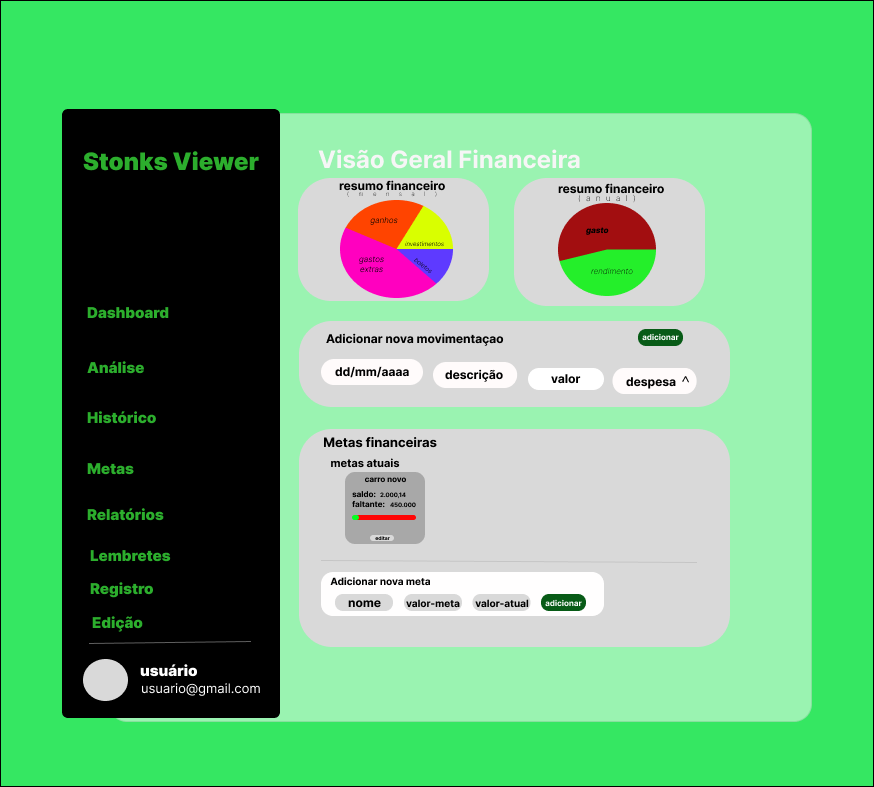 Stonks Viewer
Dashboard
Análise
Histórico
Metas
Relatórios
Lembretes
Registro
Edição
usuário
usuario@gmail.com
Visão Geral Financeira
resumo financeiro
( m e n s a l )
ganhos
investimentos
gastos
extras
boletos
resumo financeiro
( a n u a l )
gasto
rendimento
Adicionar nova movimentaçao
adicionar
dd/mm/aaaa
descrição
valor
despesa ^
Metas financeiras
metas atuais
carro novo
saldo: 2.000,14
faltante: 450.000
editar
Adicionar nova meta
nome
valor-meta
valor-atual
adicionar